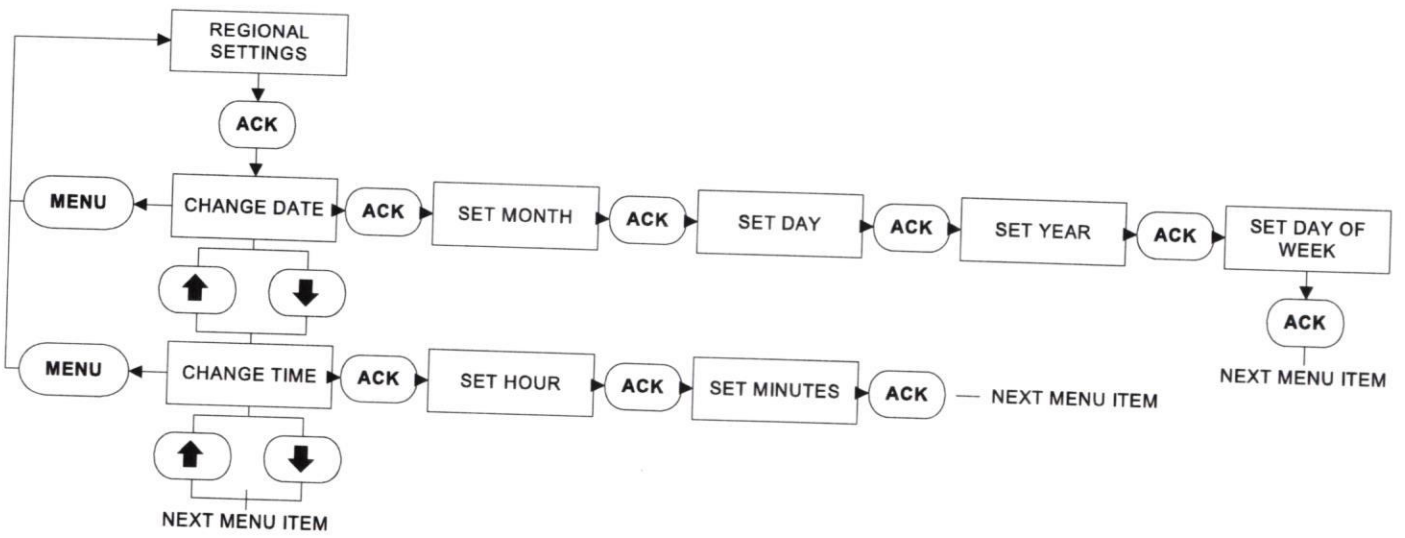 REGIONAL
SETTINGS
ACK
MENU
CHANGE DATE
ACK
SET MONTH
ACK
SET DAY
ACK
SET YEAR
ACK
SET DAY OF
WEEK
ACK
NEXT MENU ITEM
MENU
CHANGE TIME
ACK
SET HOUR
ACK
SET MINUTES
ACK
NEXT MENU ITEM
NEXT MENU ITEM